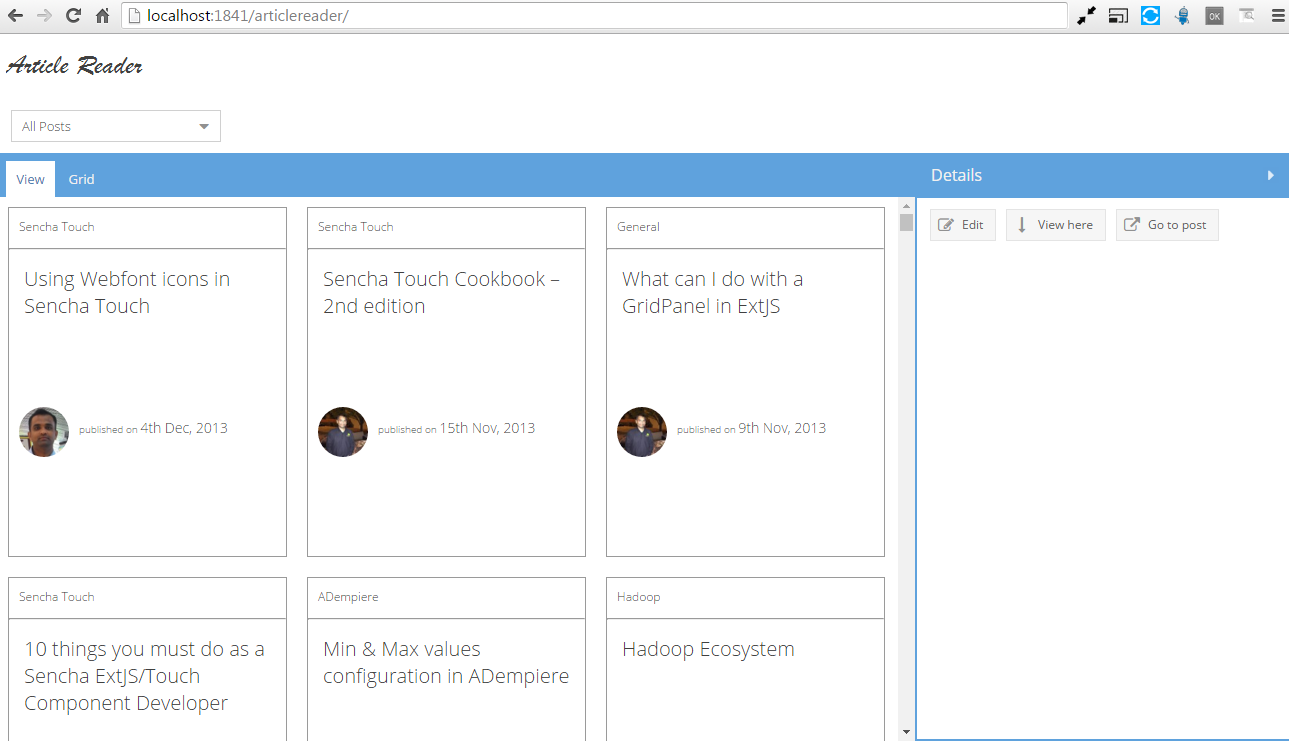 localhost:1841/articlereader/
OK
Article Reader
All Posts
View
Grid
Details
Edit
View here
Go to post
Sencha Touch
Using Webfont icons in
Sencha Touch
published on 4th Dec, 2013
Sencha Touch
Sencha Touch Cookbook –
2nd edition
published on 15th Nov, 2013
General
What can I do with a
GridPanel in ExtJS
published on 9th Nov, 2013
Sencha Touch
10 things you must do as a
Sencha ExtJS/Touch
Component Developer
ADempiere
Min & Max values
configuration in ADempiere
Hadoop
Hadoop Ecosystem